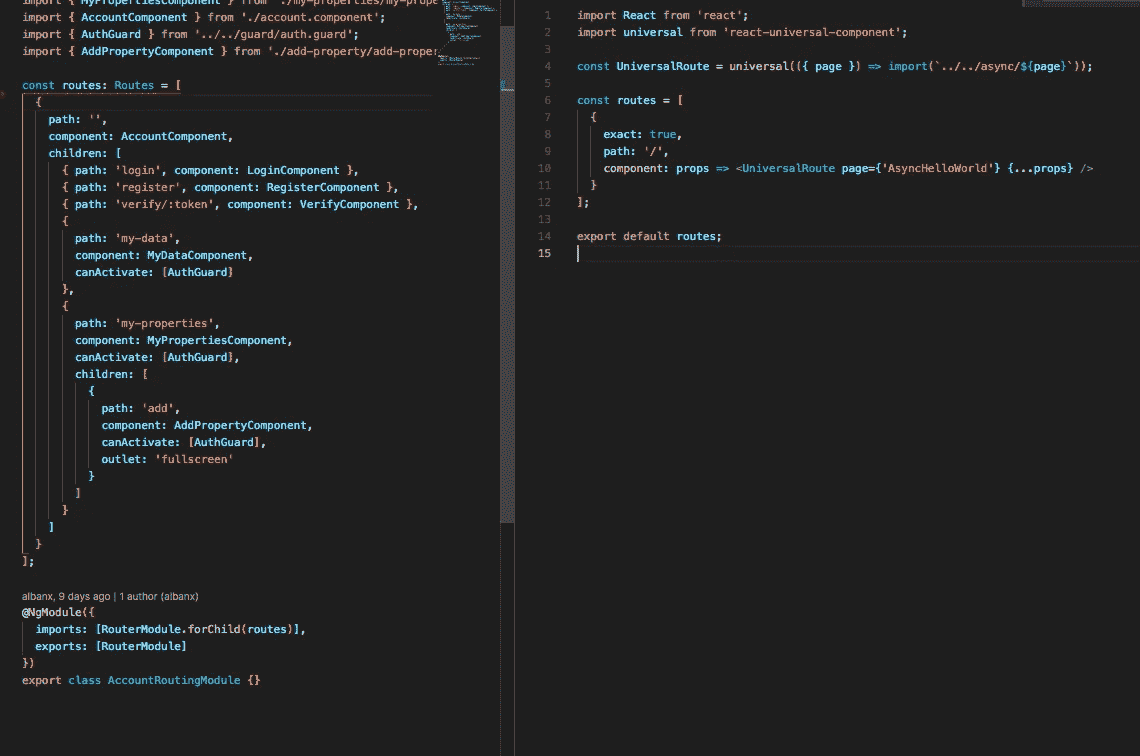 import { MyPropertiesComponent } from './my-properties/my-prope
import { AccountComponent } from './account.component';
import { AuthGuard } from '../../guard/auth.guard';
import { AddPropertyComponent } from './add-property/add-proper
const routes: Routes = [
{
path: '',
component: AccountComponent,
children: [
{ path: 'login', component: LoginComponent },
{ path: 'register', component: RegisterComponent },
{ path: 'verify/:token', component: VerifyComponent },
{
path: 'my-data',
component: MyDataComponent,
canActivate: [AuthGuard]
},
{
path: 'my-properties',
component: MyPropertiesComponent,
canActivate: [AuthGuard],
children: [
{
path: 'add',
component: AddPropertyComponent,
canActivate: [AuthGuard],
outlet: 'fullscreen'
}
]
}
]
}
];
albanx, 9 days ago | 1 author (albanx)
@NgModule({
imports: [RouterModule.forChild(routes)],
exports: [RouterModule]
})
export class AccountRoutingModule {}
1 import React from 'react';
2 import universal from 'react-universal-component';
3
4 const UniversalRoute = universal(({ page }) => import(`../../async/${page}`));
5
6 const routes = [
7 {
8 exact: true,
9 path: '/',
10 component: props => <UniversalRoute page={'AsyncHelloWorld'} {...props} />
11 }
12 ];
13
14 export default routes;
15